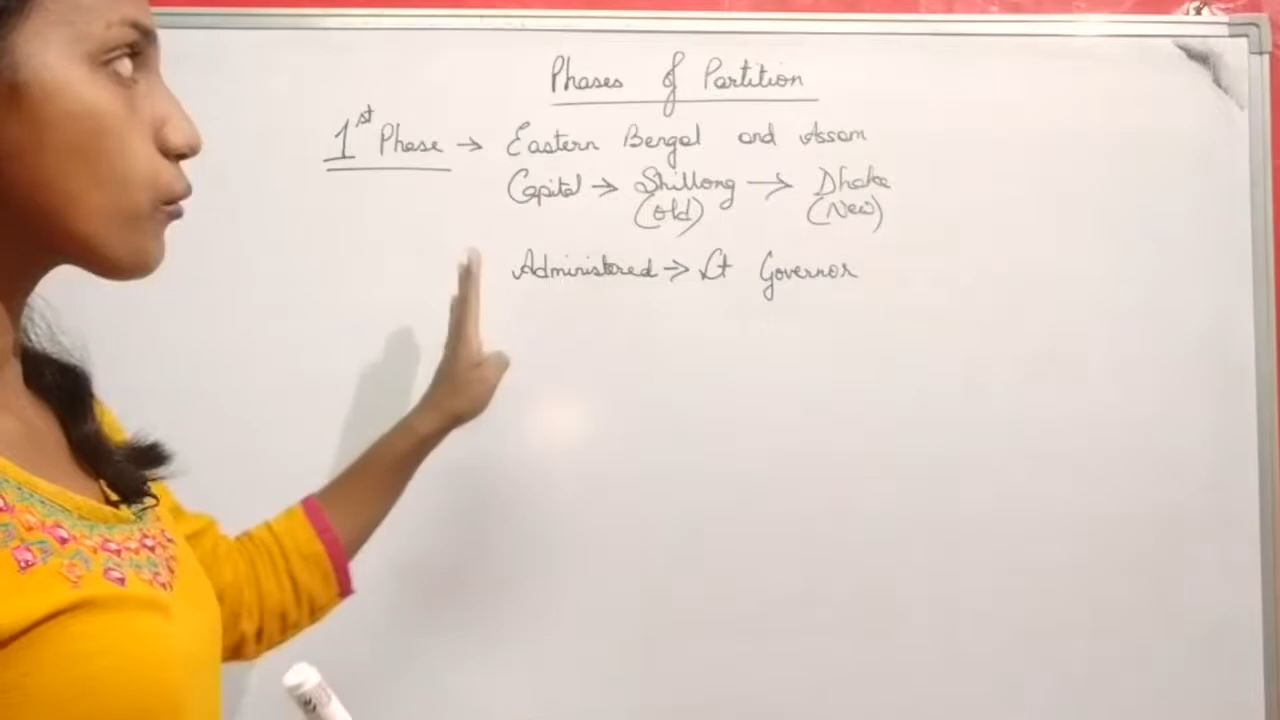 Phases of Partition
1st Phase → Eastern Bengal and Assam
Capital → Shillong → Dhaka
(Old) (New)
Administered → Lt Governor